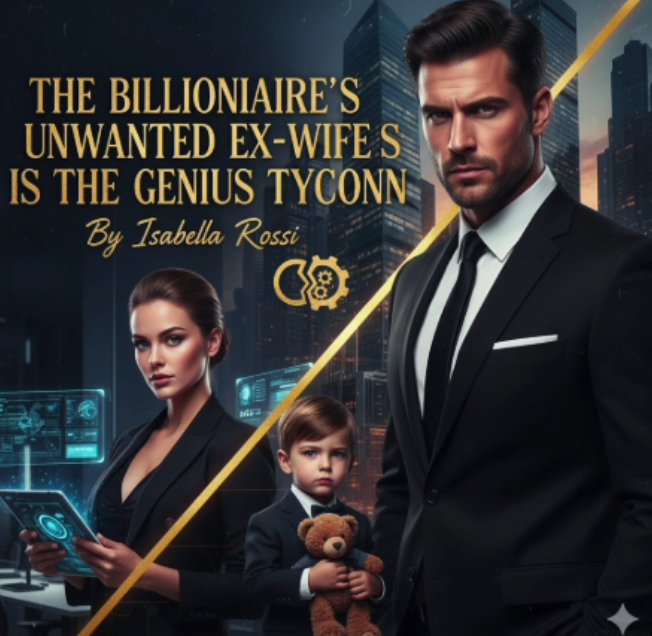 THE BILLIONIAIRE'S
UNWANTED EX-WIFE S
IS THE GENIUS TYCONN
By Isabella Rossi